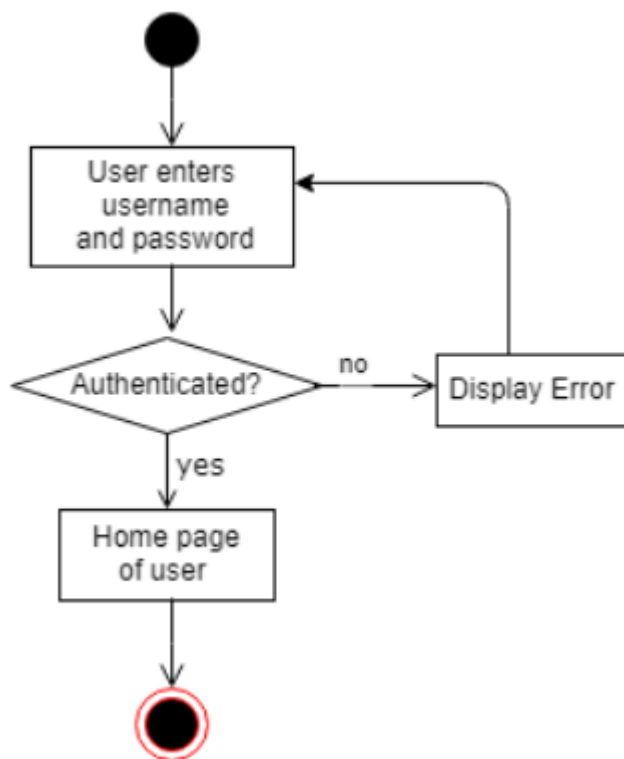 User enters
username
and password
Authenticated?
no
Display Error
yes
Home page
of user